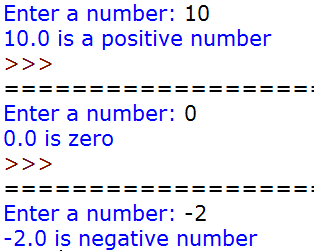 Enter a number: 10
10.0 is a positive number
>>>
====================
Enter a number: 0
0.0 is zero
>>>
====================
Enter a number: -2
-2.0 is negative number